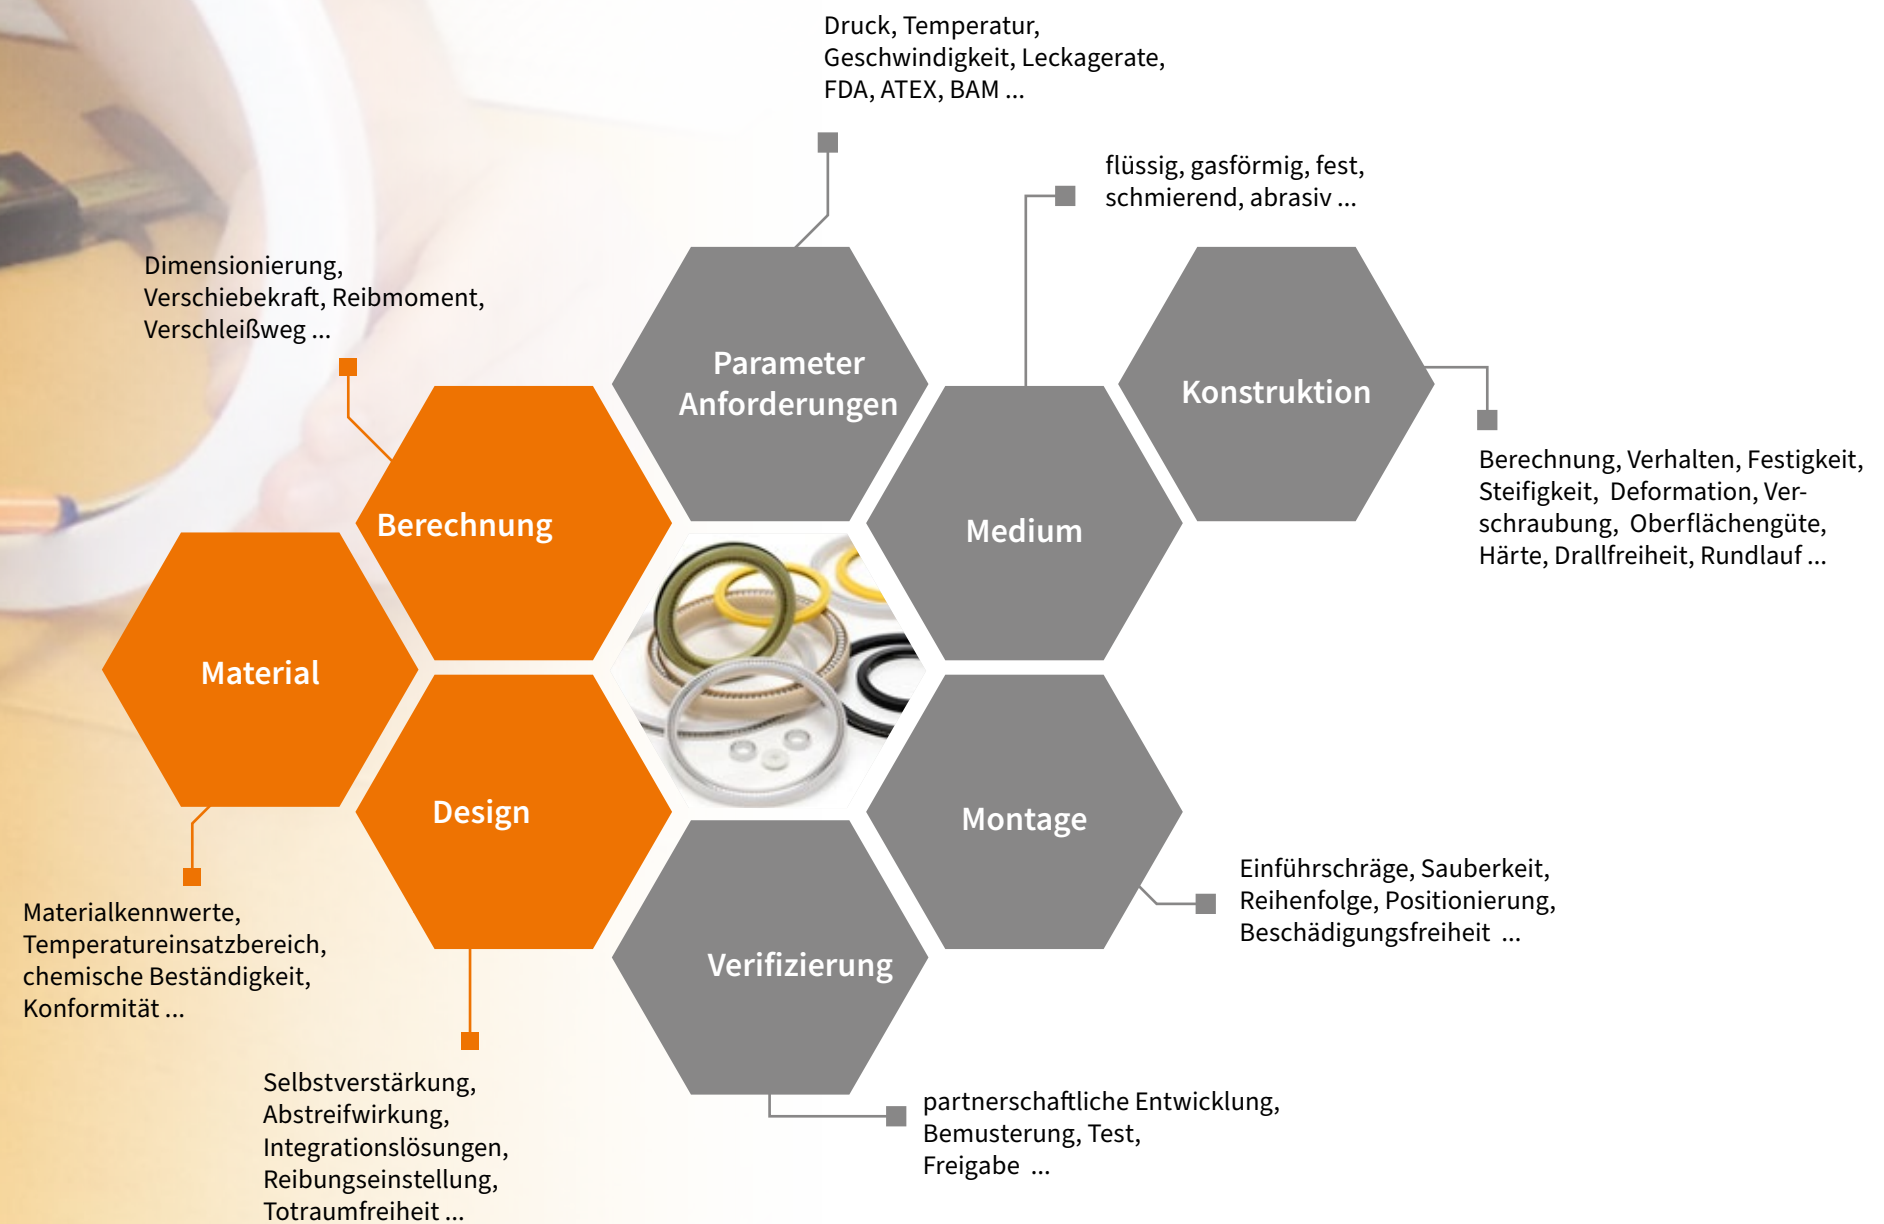 Druck, Temperatur,
Geschwindigkeit, Leckagerate,
FDA, ATEX, BAM ...
flüssig, gasförmig, fest,
schmierend, abrasiv ...
Dimensionierung,
Verschiebekraft, Reibmoment,
Verschleißweg ...
Parameter
Anforderungen
Konstruktion
Berechnung, Verhalten, Festigkeit,
Steifigkeit, Deformation, Ver-
schraubung, Oberflächengüte,
Härte, Drallfreiheit, Rundlauf ...
Berechnung
Medium
Material
Design
Montage
Einführschräge, Sauberkeit,
Reihenfolge, Positionierung,
Beschädigungsfreiheit ...
Materialkennwerte,
Temperatureinsatzbereich,
chemische Beständigkeit,
Konformität ...
Verifizierung
Selbstverstärkung,
Abstreifwirkung,
Integrationslösungen,
Reibungseinstellung,
Totraumfreiheit ...
partnerschaftliche Entwicklung,
Bemusterung, Test,
Freigabe ...